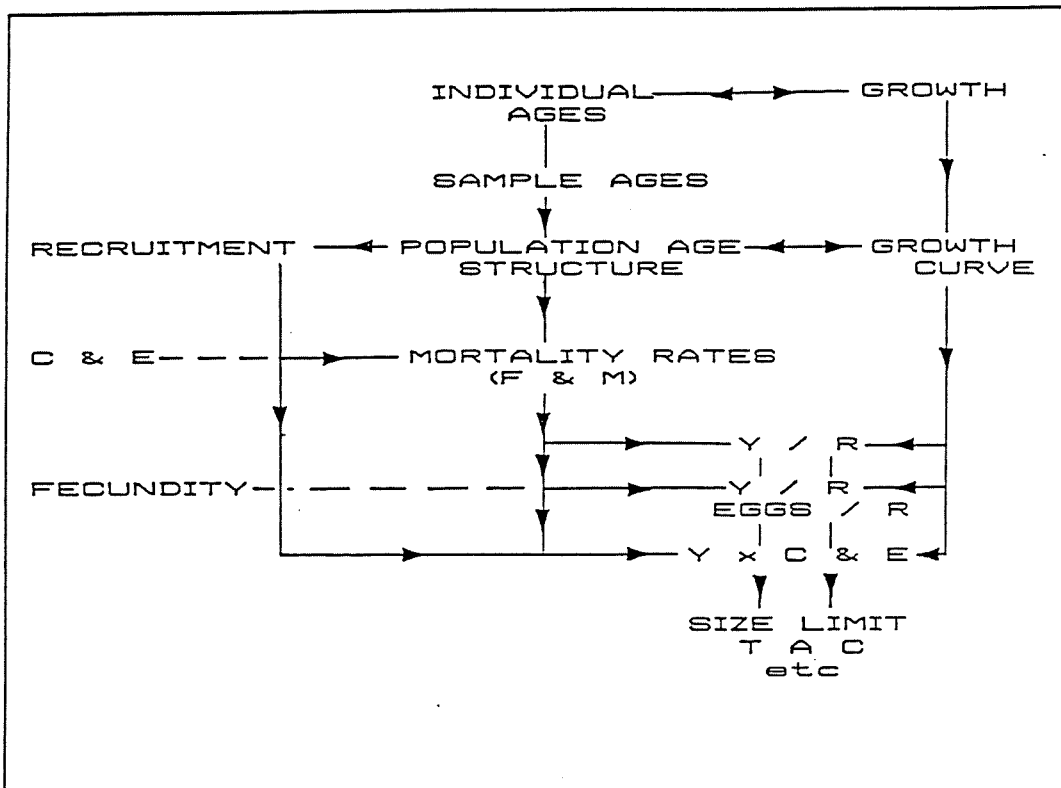 INDIVIDUAL GROWTH
AGES
SAMPLE AGES
RECRUITMENT POPULATION AGE GROWTH
STRUCTURE CURVE
C & E MORTALITY RATES
(F & M)
Y / R
FECUNDITY Y / R
EGGS / R
Y x C & E
SIZE LIMIT
T A C
etc